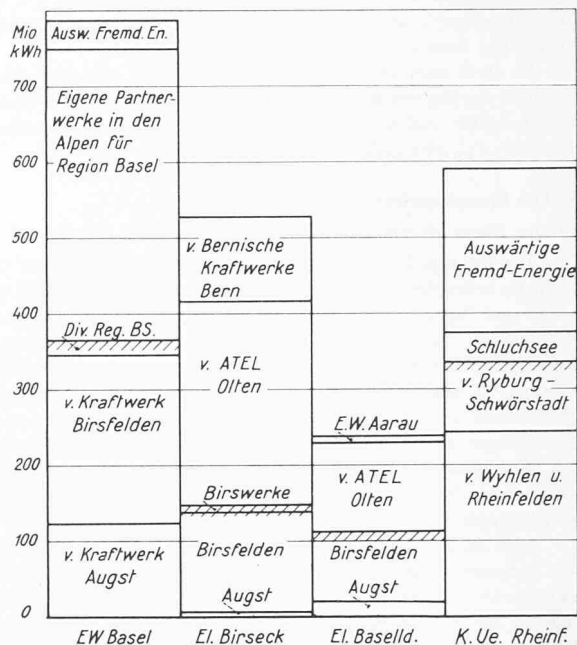 Mio
kWh
700
600
500
400
300
200
100
0
Ausw. Fremd. En.
Eigene Partner-
werke in den
Alpen für
Region Basel
Div. Reg. BS.
v. Kraftwerk
Birsfelden
v. Kraftwerk
Augst
EW Basel
v. Bernische
Kraftwerke
Bern
v. ATEL
Olten
Birswerke
Birsfelden
Augst
El. Birseck
E.W. Aarau
v. ATEL
Olten
Birsfelden
Augst
El. Baselld.
Auswärtige
Fremd-Energie
Schluchsee
v. Ryburg-
Schwörstadt
v. Wyhlen u.
Rheinfelden
K. Ue. Rheinf.